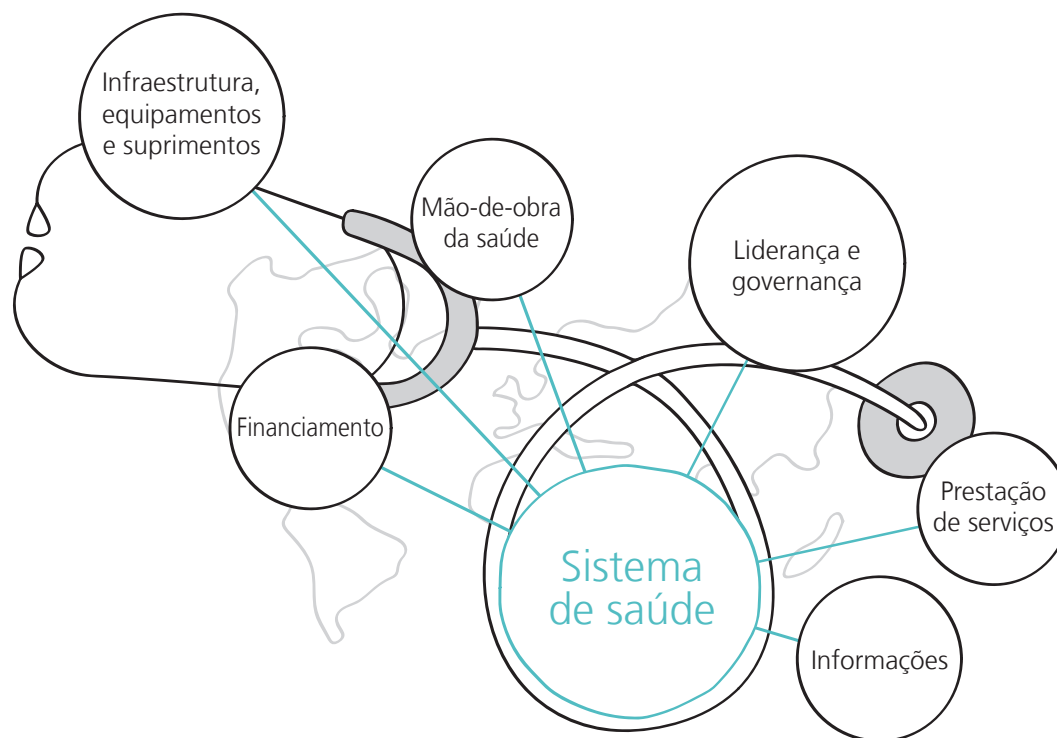 Infraestrutura,
equipamentos
e suprimentos
Mão-de-obra
da saúde
Liderança e
governança
Financiamento
Prestação
de serviços
Sistema
de saúde
Informações